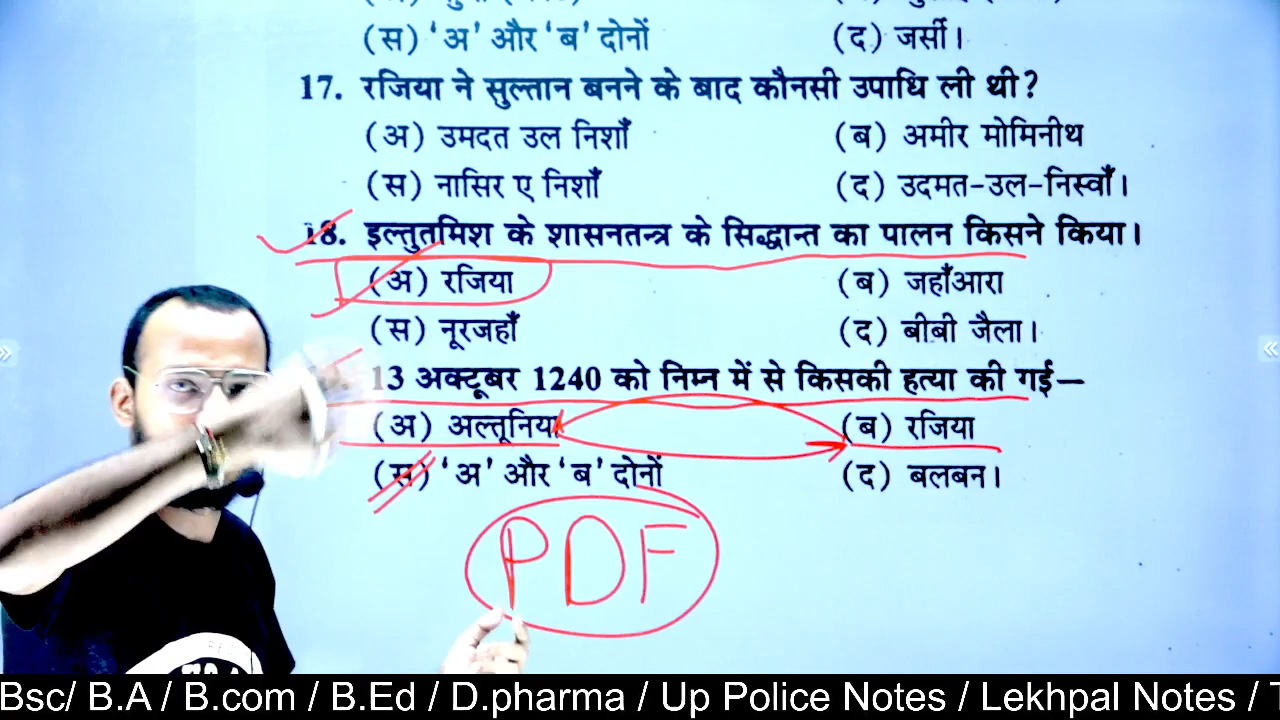 (स) 'अ' और 'ब' दोनों (द) जर्सी।
17. रजिया ने सुल्तान बनने के बाद कौनसी उपाधि ली थी?
(अ) उमदत उल निशाँ (ब) अमीर मोमिनीथ
(स) नासिर ए निशाँ (द) उदमत-उल-निस्वाँ।
18. इल्तुतमिश के शासनतन्त्र के सिद्धान्त का पालन किसने किया।
(अ) रजिया (ब) जहाँआरा
(स) नूरजहाँ (द) बीबी जैला।
13 अक्टूबर 1240 को निम्न में से किसकी हत्या की गई—
(अ) अल्तूनिया (ब) रजिया
(स) 'अ' और 'ब' दोनों (द) बलबन।
PDF
Bsc/ B.A / B.com / B.Ed / D.pharma / Up Police Notes / Lekhpal Notes /